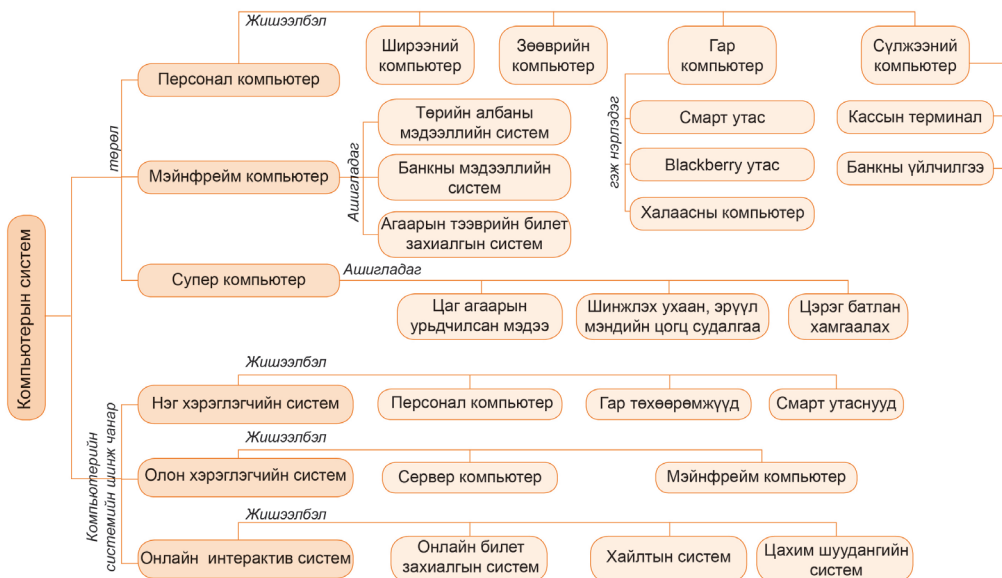 Компьютерын систем
төрөл
Персонал компьютер
Жишээлбэл
Ширээний
компьютер
Зөөврийн
компьютер
Гар
компьютер
Сүлжээний
компьютер
гэж нэрлэдэг
Смарт утас
Blackberry утас
Халаасны компьютер
Кассын терминал
Банкны үйлчилгээ
Мэйнфрейм компьютер
Ашигладаг
Төрийн албаны
мэдээллийн систем
Банкны мэдээллийн
систем
Агаарын тээврийн билет
захиалгын систем
Супер компьютер
Ашигладаг
Цаг агаарын
урьдчилсан мэдээ
Шинжлэх ухаан, эрүүл
мэндийн цогц судалгаа
Цэрэг батлан
хамгаалах
Компьютерийн
системийн шинж чанар
Нэг хэрэглэгчийн систем
Жишээлбэл
Персонал компьютер
Гар төхөөрөмжүүд
Смарт утаснууд
Олон хэрэглэгчийн систем
Жишээлбэл
Сервер компьютер
Мэйнфрейм компьютер
Онлайн интерактив систем
Жишээлбэл
Онлайн билет
захиалгын систем
Хайлтын систем
Цахим шуудангийн
систем